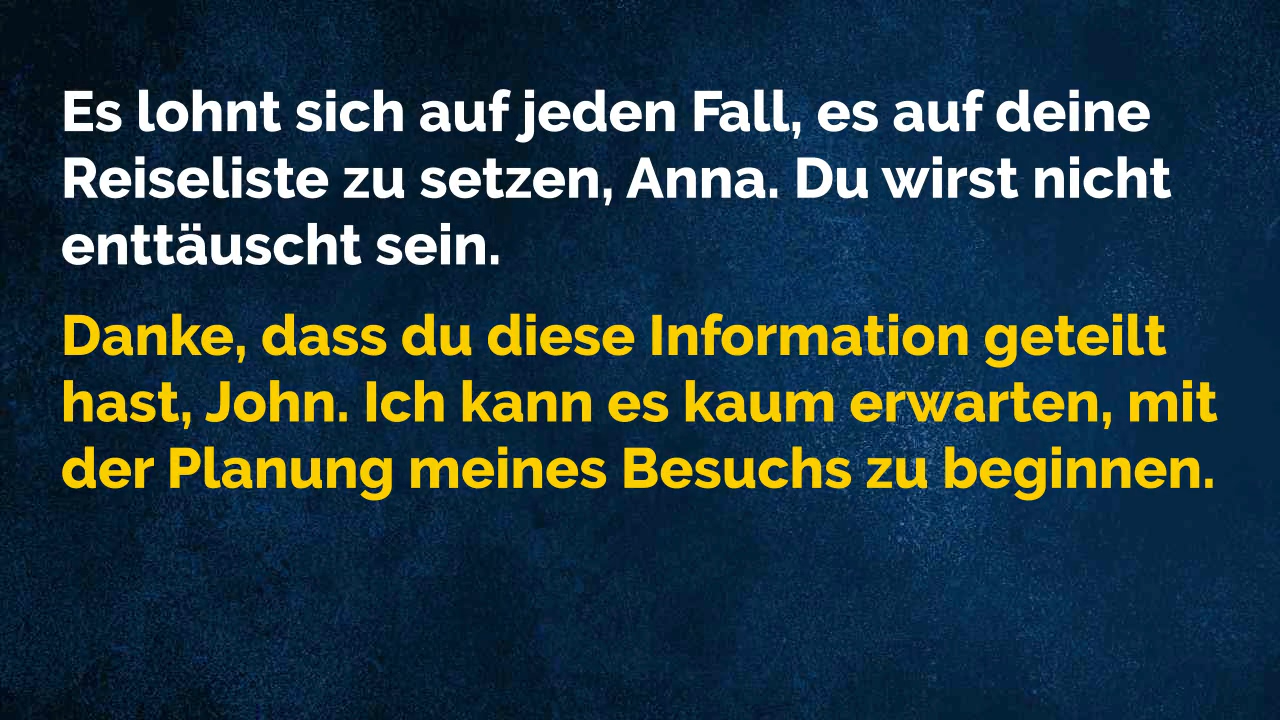 Es lohnt sich auf jeden Fall, es auf deine
Reiseliste zu setzen, Anna. Du wirst nicht
enttäuscht sein.
Danke, dass du diese Information geteilt
hast, John. Ich kann es kaum erwarten, mit
der Planung meines Besuchs zu beginnen.